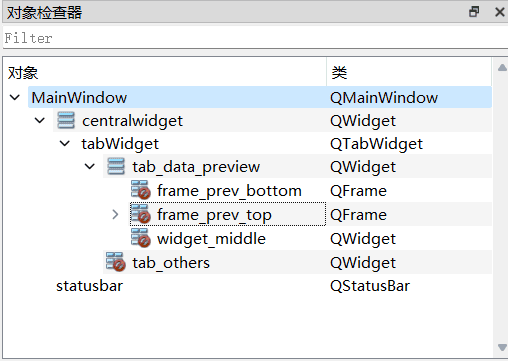 对象检查器
Filter
对象 类
MainWindow QMainWindow
centralwidget QWidget
tabWidget QTabWidget
tab_data_preview QWidget
frame_prev_bottom QFrame
frame_prev_top QFrame
widget_middle QWidget
tab_others QWidget
statusbar QStatusBar